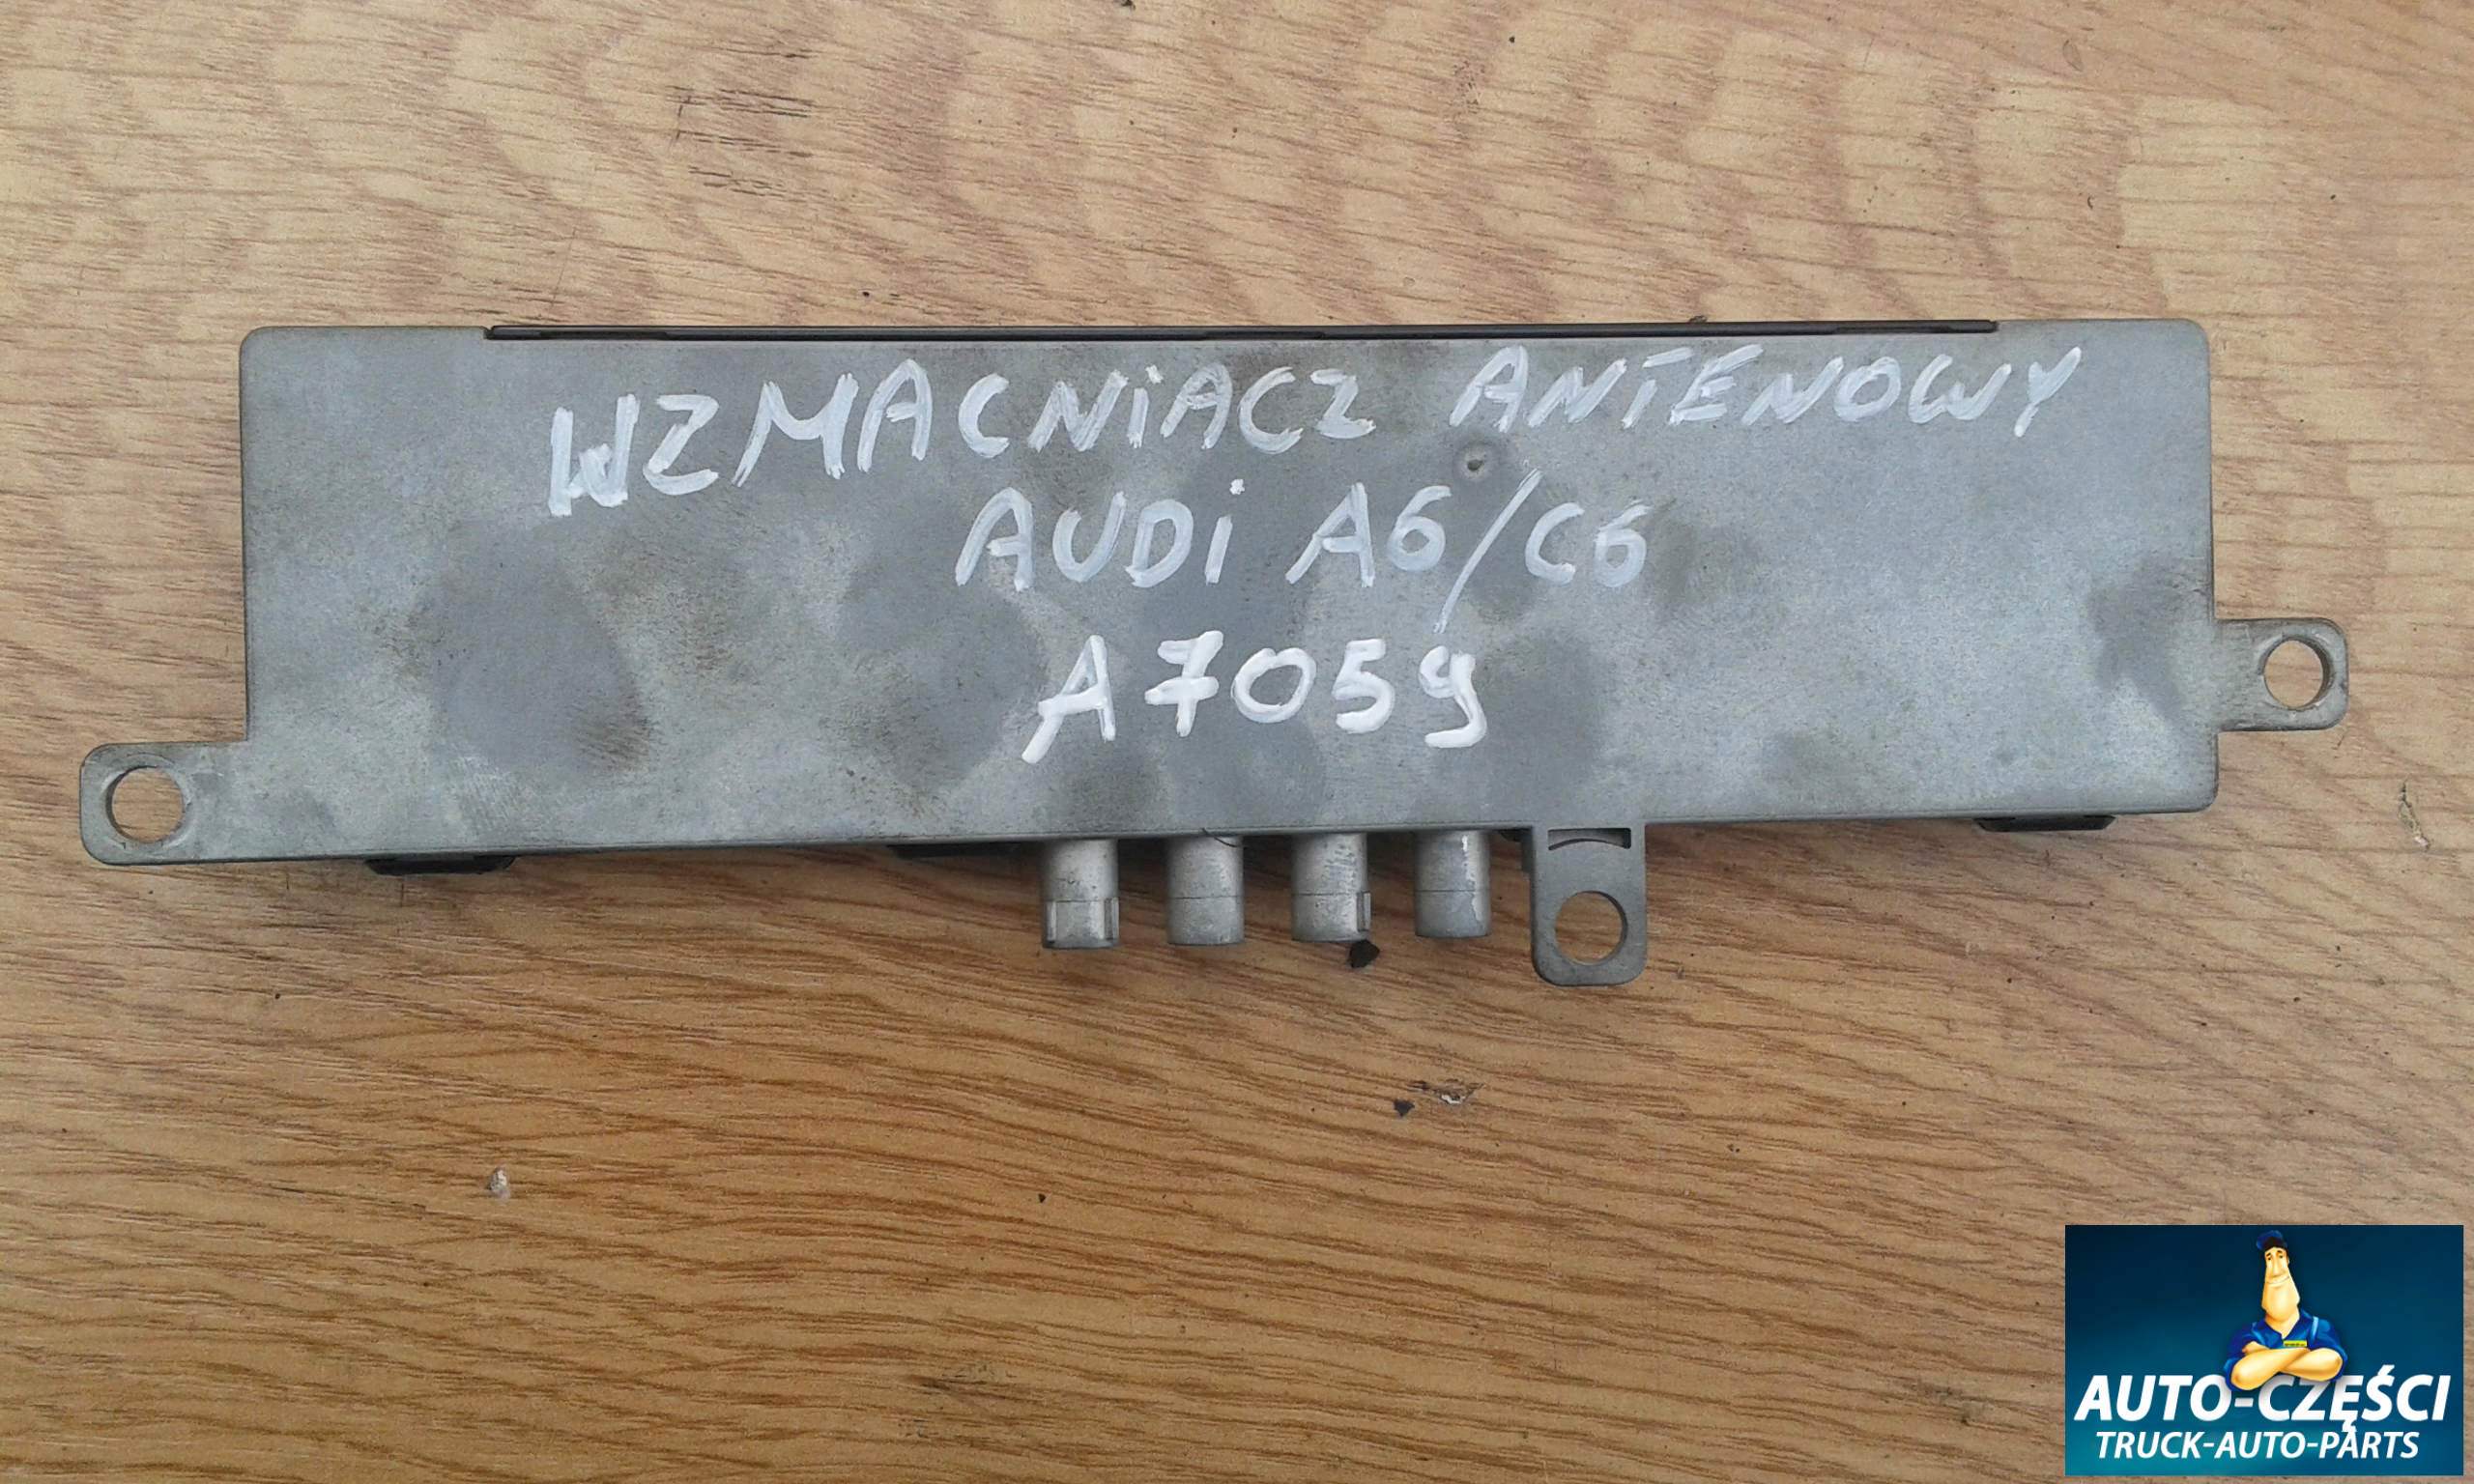 WZMACNiACZ ANTENOWY
AUDi A6/C6
A7059
AUTO-CZĘŚCI
TRUCK-AUTO-PARTS